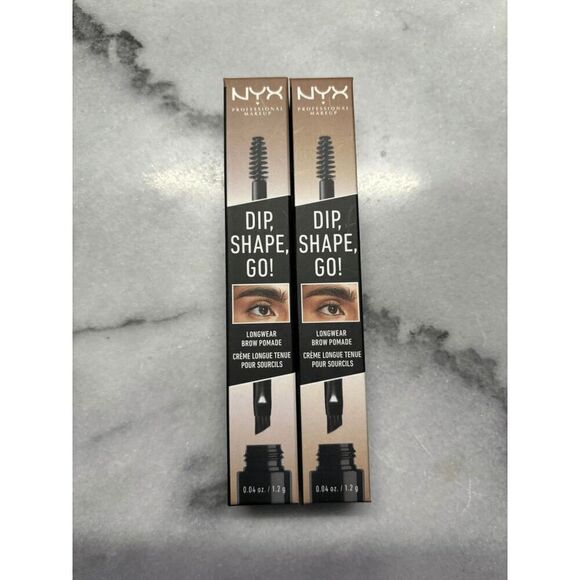 NYX
PROFESSIONAL
MAKEUP
DIP,
SHAPE,
GO!
LONGWEAR
BROW POMADE
CRÈME LONGUE TENUE
POUR SOURCILS
0.04 oz. / 1.2 g
NYX
PROFESSIONAL
MAKEUP
DIP,
SHAPE,
GO!
LONGWEAR
BROW POMADE
CRÈME LONGUE TENUE
POUR SOURCILS
0.04 oz. / 1.2 g